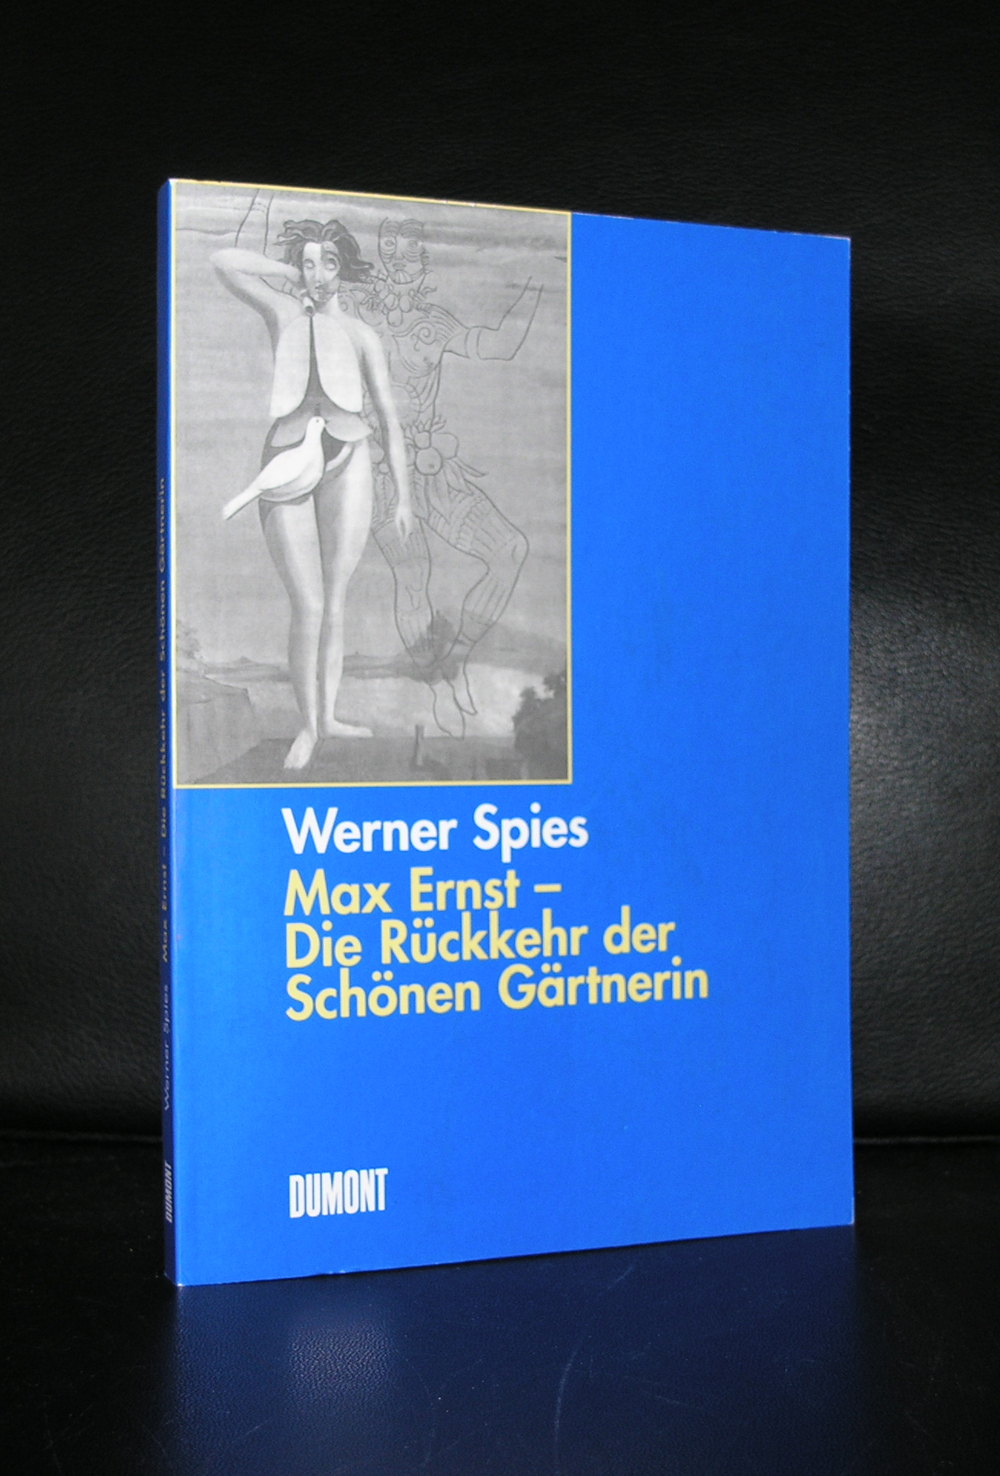 Werner Spies
Max Ernst –
Die Rückkehr der
Schönen Gärtnerin
DUMONT
Werner Spies Max Ernst – Die Rückkehr der Schönen Gärtnerin
DUMONT